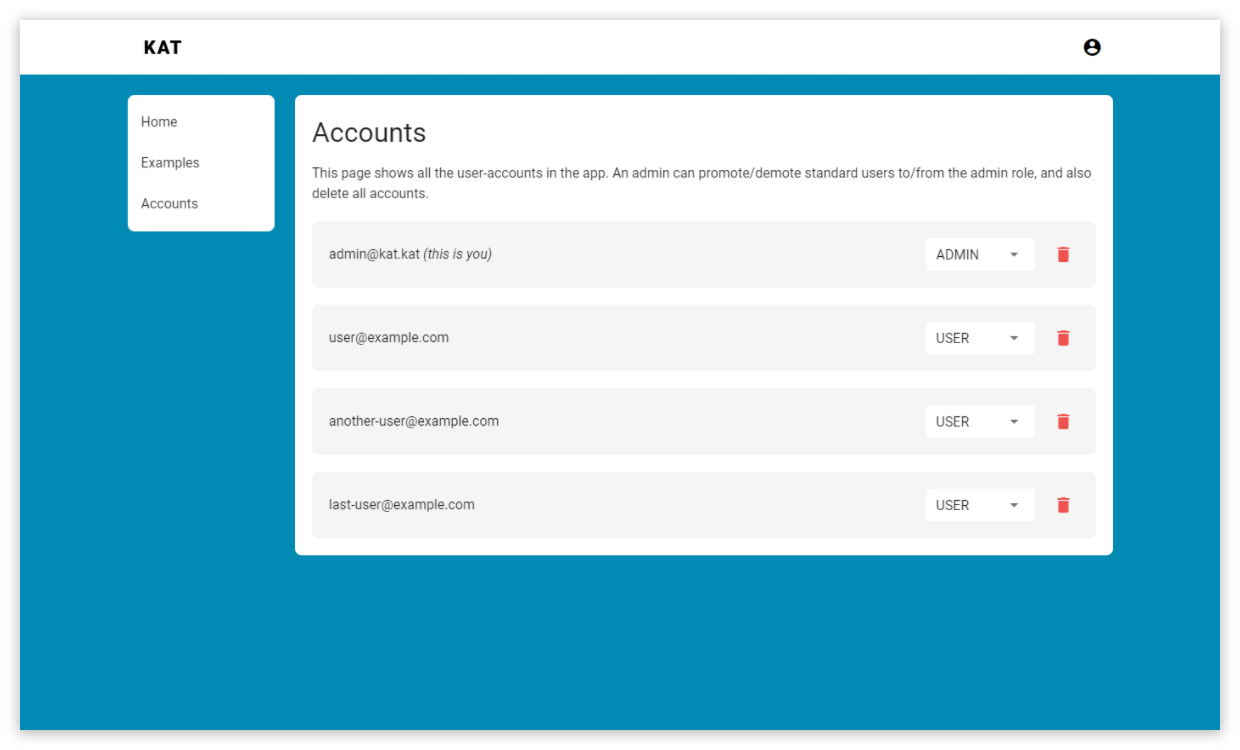 KAT
Home
Examples
Accounts
Accounts
This page shows all the user-accounts in the app. An admin can promote/demote standard users to/from the admin role, and also
delete all accounts.
admin@kat.kat (this is you)
ADMIN
user@example.com
USER
another-user@example.com
USER
last-user@example.com
USER